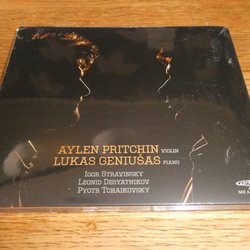 AYLEN PRITCHIN VIOLIN
LUKAS GENIUŠAS PIANO
IGOR STRAVINSKY
LEONID DESYATNIKOV
PYOTR TCHAIKOVSKY